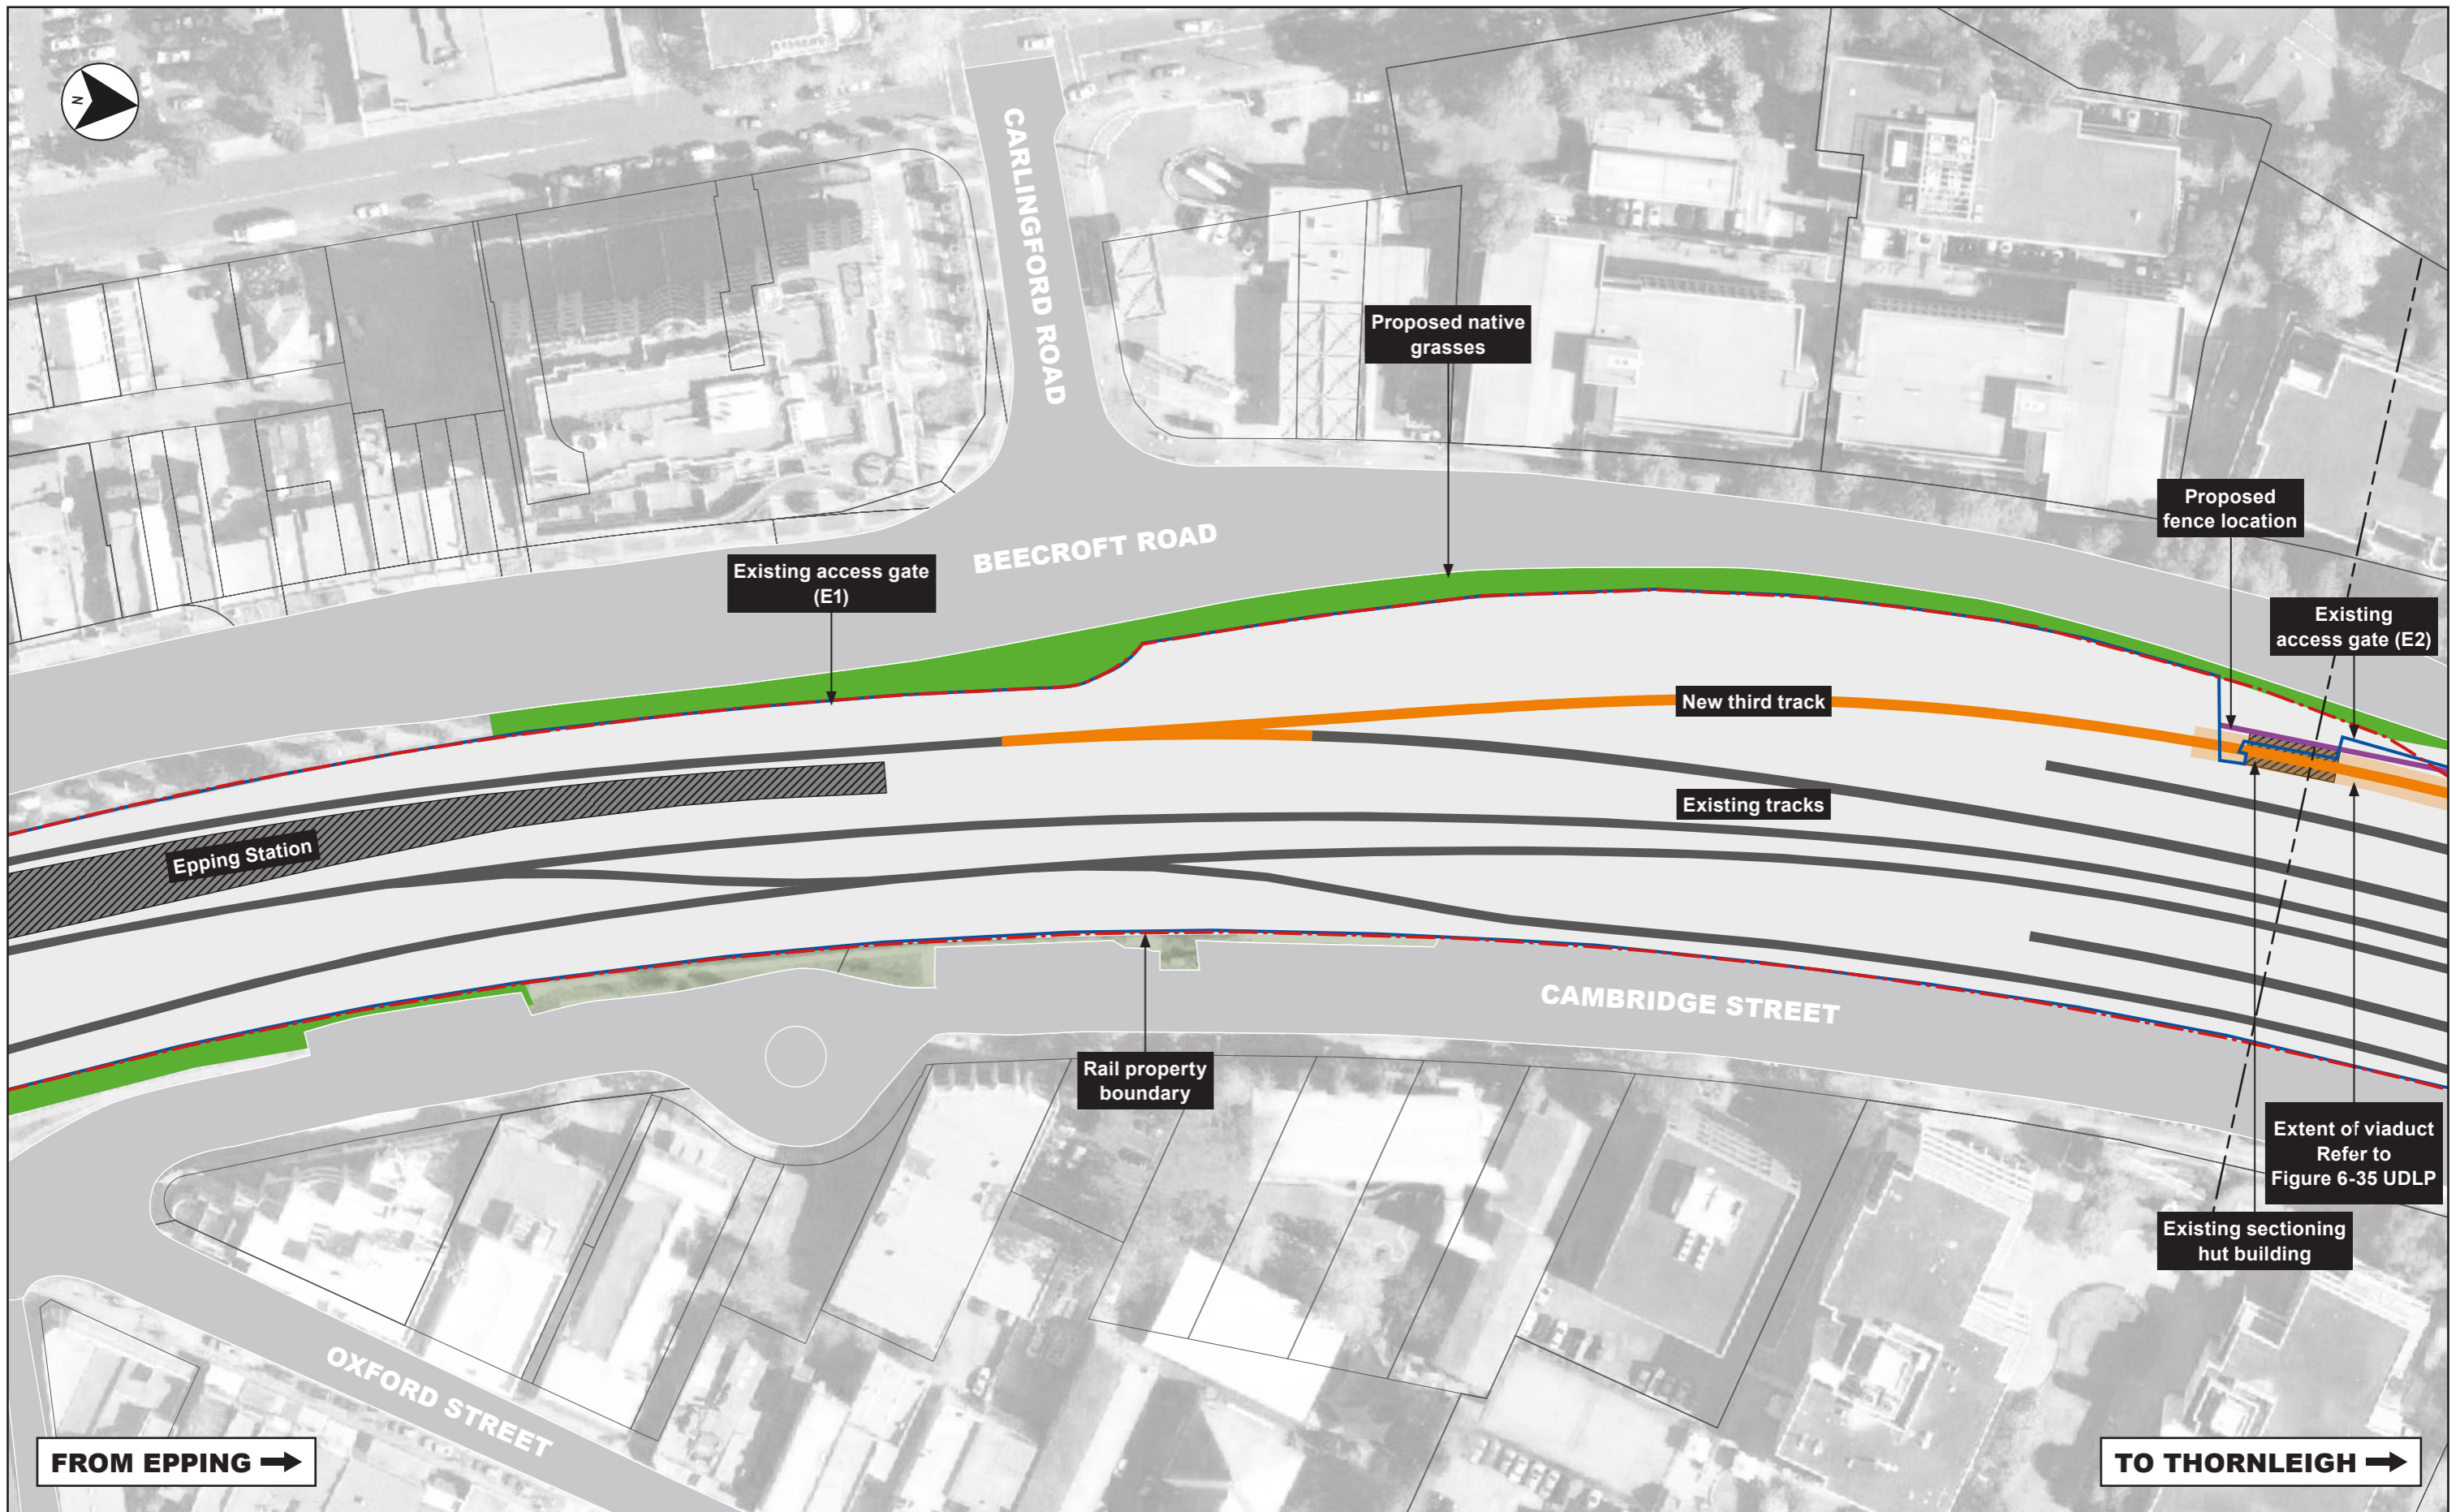 N
CARLINGFORD ROAD
Proposed native
grasses
Proposed
fence location
BEECROFT ROAD
Existing access gate
(E1)
Existing
access gate (E2)
New third track
Existing tracks
Epping Station
CAMBRIDGE STREET
Rail property
boundary
Extent of viaduct
Refer to
Figure 6-35 UDLP
Existing sectioning
hut building
OXFORD STREET
FROM EPPING
TO THORNLEIGH